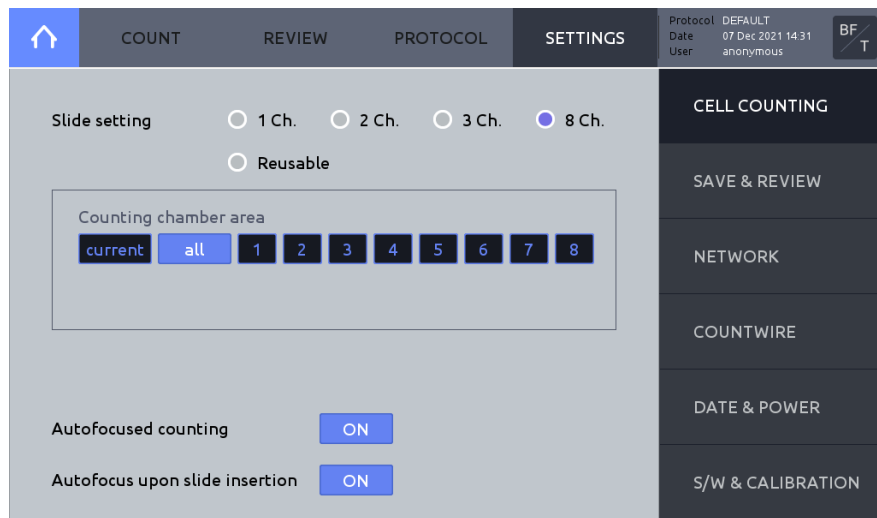 COUNT REVIEW PROTOCOL SETTINGS
Protocol DEFAULT
Date 07 Dec 2021 14:31
User anonymous
BF/T
Slide setting 1 Ch. 2 Ch. 3 Ch. 8 Ch.
Reusable
Counting chamber area
current all 1 2 3 4 5 6 7 8
Autofocused counting ON
Autofocus upon slide insertion ON
CELL COUNTING
SAVE & REVIEW
NETWORK
COUNTWIRE
DATE & POWER
S/W & CALIBRATION